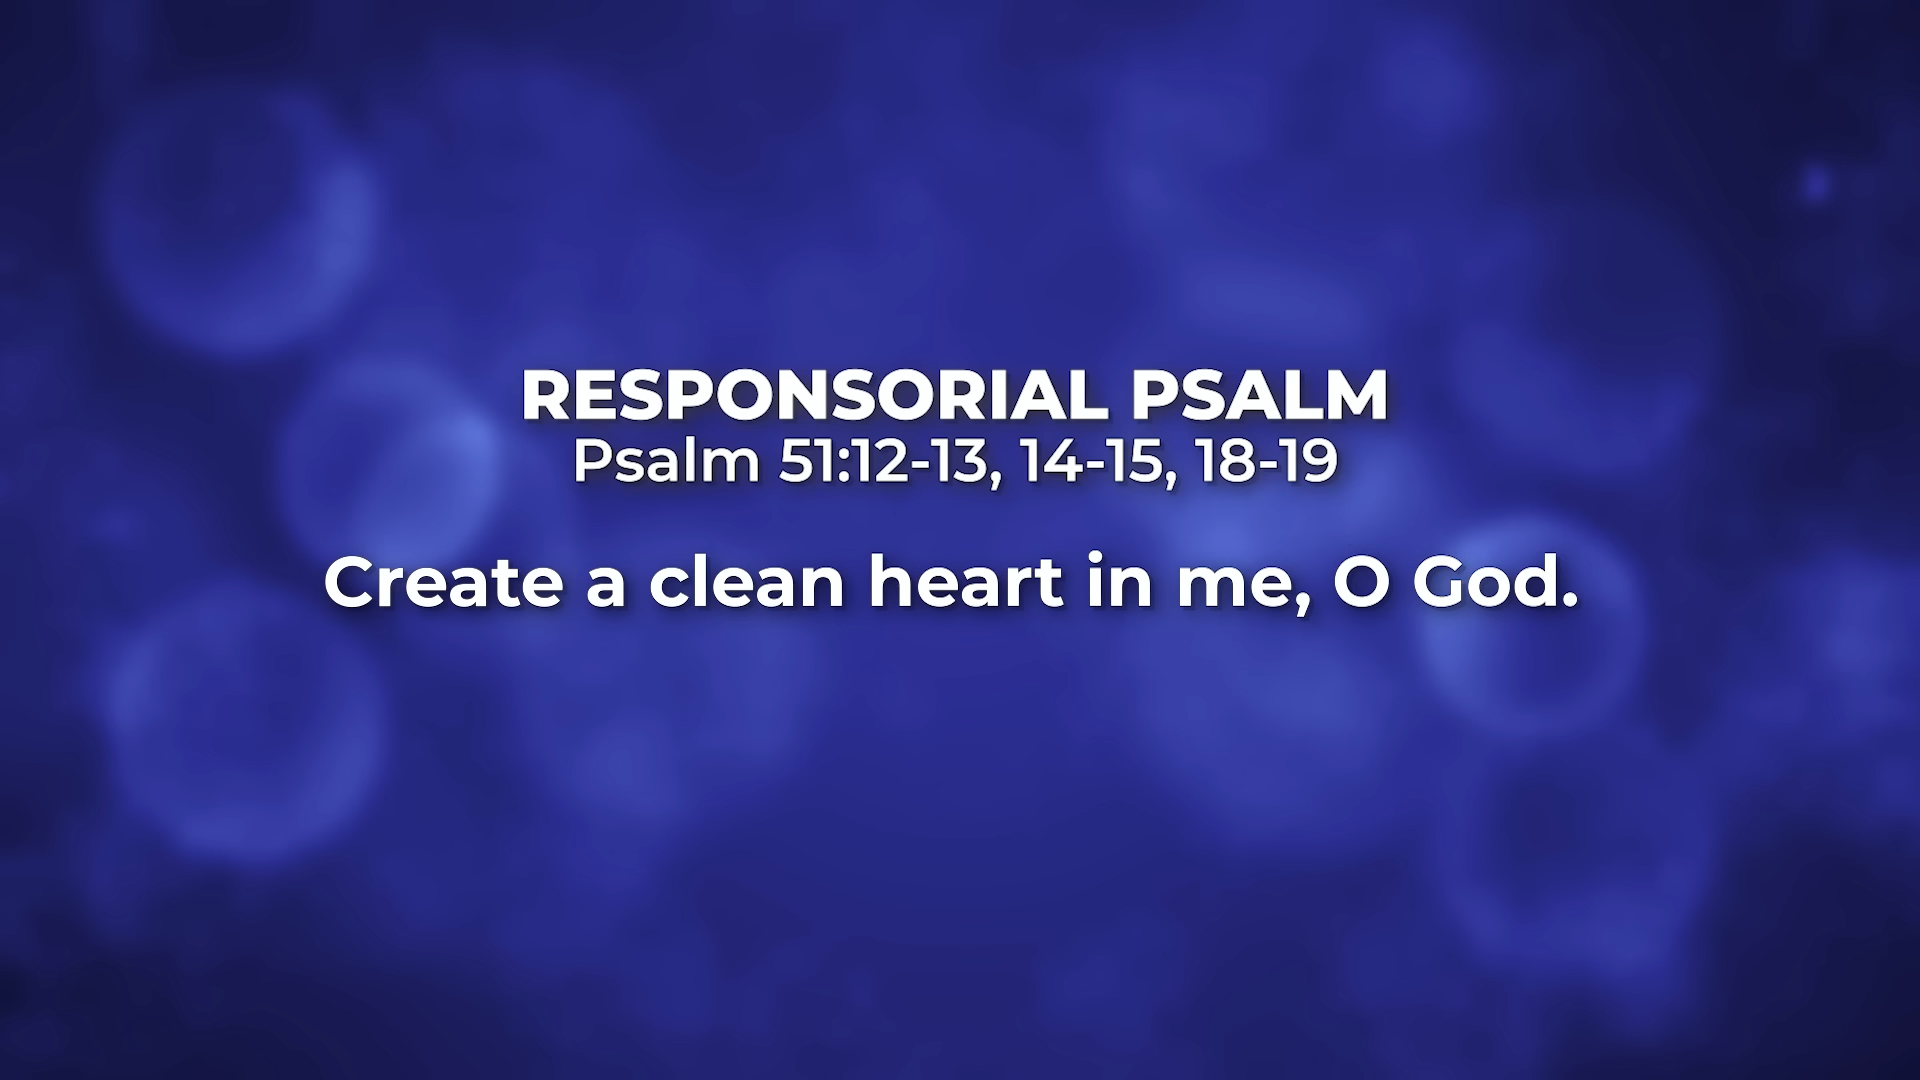 RESPONSORIAL PSALM
Psalm 51:12-13, 14-15, 18-19
Create a clean heart in me, O God.